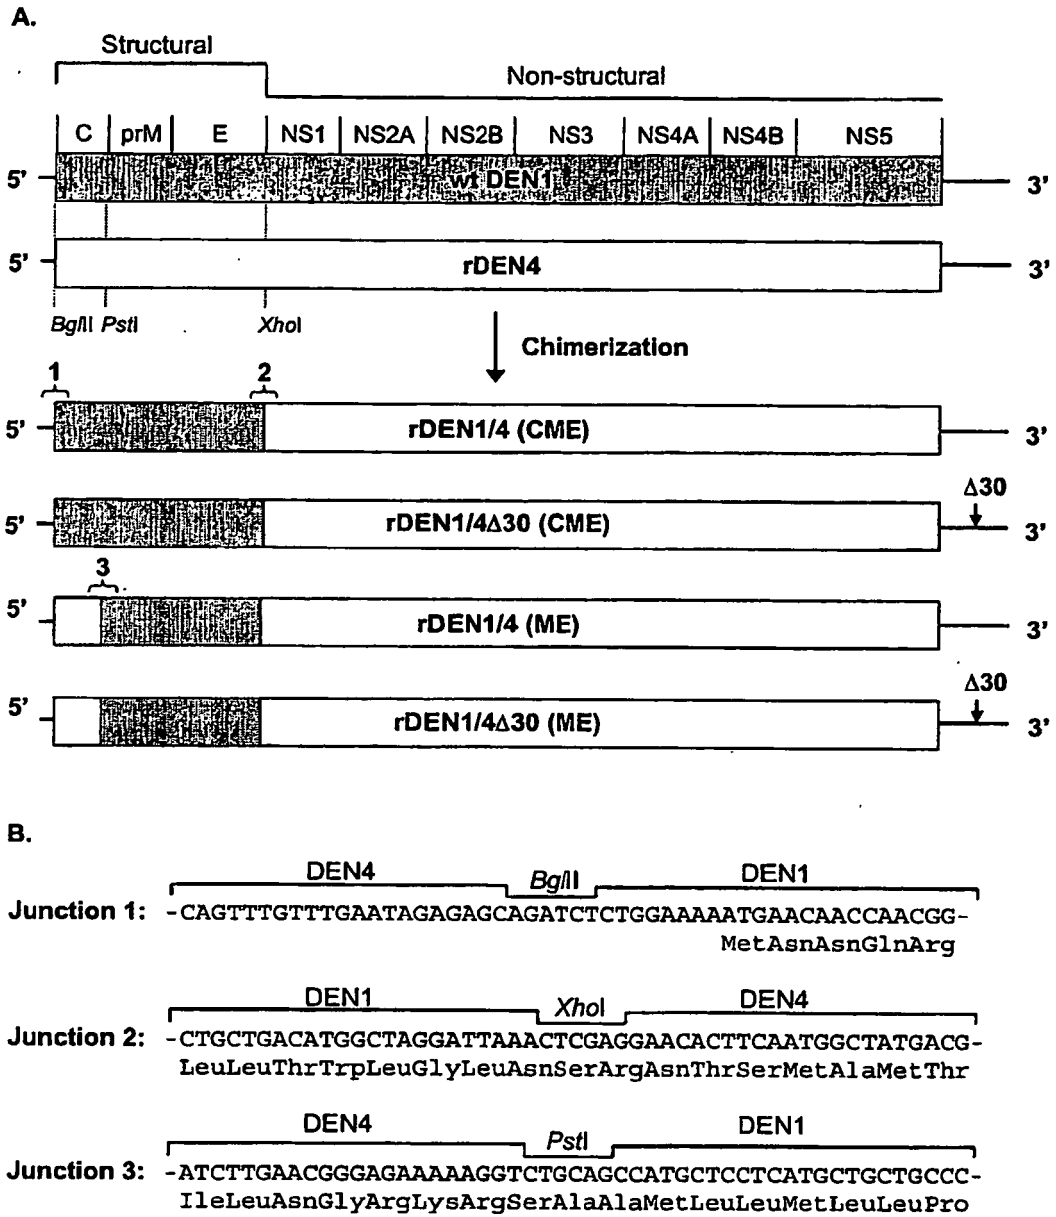 A.
Structural
Non-structural
C prM E NS1 NS2A NS2B NS3 NS4A NS4B NS5
5' wt DEN1 3'
5' rDEN4 3'
BglII PstI XhoI
Chimerization
1 2
5' rDEN1/4 (CME) 3'
Δ30
5' rDEN1/4Δ30 (CME) 3'
3
5' rDEN1/4 (ME) 3'
Δ30
5' rDEN1/4Δ30 (ME) 3'
B.
DEN4 BglII DEN1
Junction 1: -CAGTTTGTTTGAATAGAGAGCAGATCTCTGGAAAAATGAACAACCAACGG-
MetAsnAsnGlnArg
DEN1 XhoI DEN4
Junction 2: -CTGCTGACATGGCTAGGATTAAACTCGAGGAACACTTCAATGGCTATGACG-
LeuLeuThrTrpLeuGlyLeuAsnSerArgAsnThrSerMetAlaMetThr
DEN4 PstI DEN1
Junction 3: -ATCTTGAACGGGAGAAAAAGGTCTGCAGCCATGCTCCTCATGCTGCTGCCC-
IleLeuAsnGlyArgLysArgSerAlaAlaMetLeuLeuMetLeuLeuPro